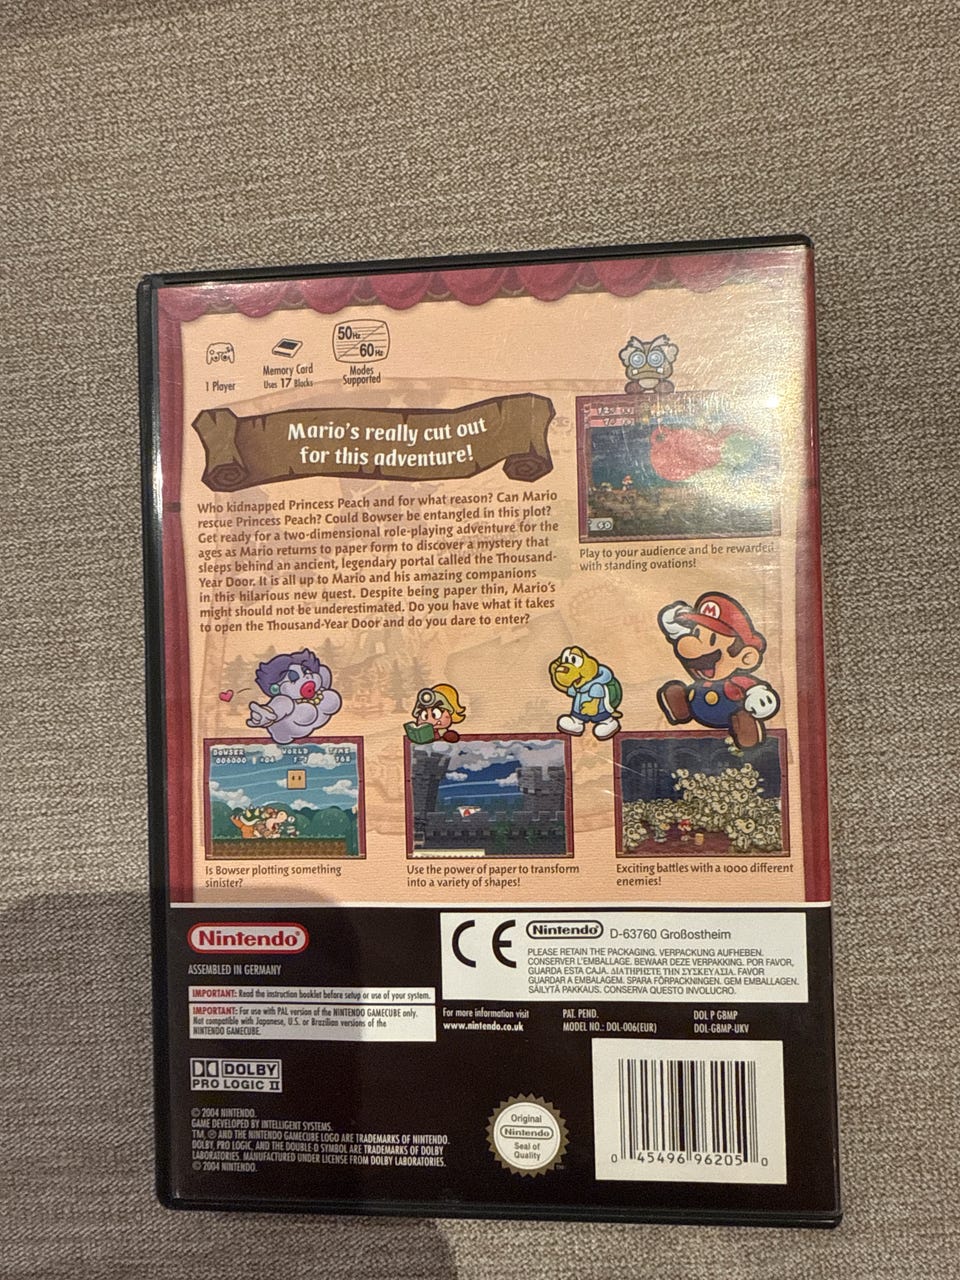 50Hz
60Hz
1 Player
Memory Card
Uses 17 Blocks
Modes
Supported
Mario's really cut out
for this adventure!
Who kidnapped Princess Peach and for what reason? Can Mario
rescue Princess Peach? Could Bowser be entangled in this plot?
Get ready for a two-dimensional role-playing adventure for the
ages as Mario returns to paper form to discover a mystery that
sleeps behind an ancient, legendary portal called the Thousand-
Year Door. It is all up to Mario and his amazing companions
in this hilarious new quest. Despite being paper thin, Mario's
might should not be underestimated. Do you have what it takes
to open the Thousand-Year Door and do you dare to enter?
Play to your audience and be rewarded
with standing ovations!
M
BOWSER WORLD TIME
Is Bowser plotting something
sinister?
Use the power of paper to transform
into a variety of shapes!
Exciting battles with a 1000 different
enemies!
Nintendo®
ASSEMBLED IN GERMANY
IMPORTANT: Read the instruction booklet before setup or use of your system.
IMPORTANT: For use with PAL version of the NINTENDO GAMECUBE only.
Not compatible with Japanese, U.S. or Brazilian versions of the
NINTENDO GAMECUBE.
CE
Nintendo® D-63760 Großostheim
PLEASE RETAIN THE PACKAGING. VERPACKUNG AUFHEBEN.
CONSERVER L'EMBALLAGE. BEWAAR DEZE VERPAKKING. POR FAVOR,
GUARDA ESTA CAJA. ΔΙΑΤΗΡΗΣΤΕ ΤΗΝ ΣΥΣΚΕΥΑΣΙΑ. FAVOR
GUARDAR A EMBALAGEM. SPARA FÖRPACKNINGEN. GEM EMBALLAGEN.
SÄILYTÄ PAKKAUS. CONSERVA QUESTO INVOLUCRO.
For more information visit
www.nintendo.co.uk
PAT. PEND.
MODEL NO.: DOL-006(EUR)
DOL P G8MP
DOL-G8MP-UKV
DOLBY
PRO LOGIC II
© 2004 NINTENDO.
GAME DEVELOPED BY INTELLIGENT SYSTEMS.
TM, ® AND THE NINTENDO GAMECUBE LOGO ARE TRADEMARKS OF NINTENDO.
DOLBY, PRO LOGIC, AND THE DOUBLE-D SYMBOL ARE TRADEMARKS OF DOLBY
LABORATORIES. MANUFACTURED UNDER LICENSE FROM DOLBY LABORATORIES.
© 2004 NINTENDO.
Original
Nintendo
Seal of
Quality
TM
0 45496 96205 0